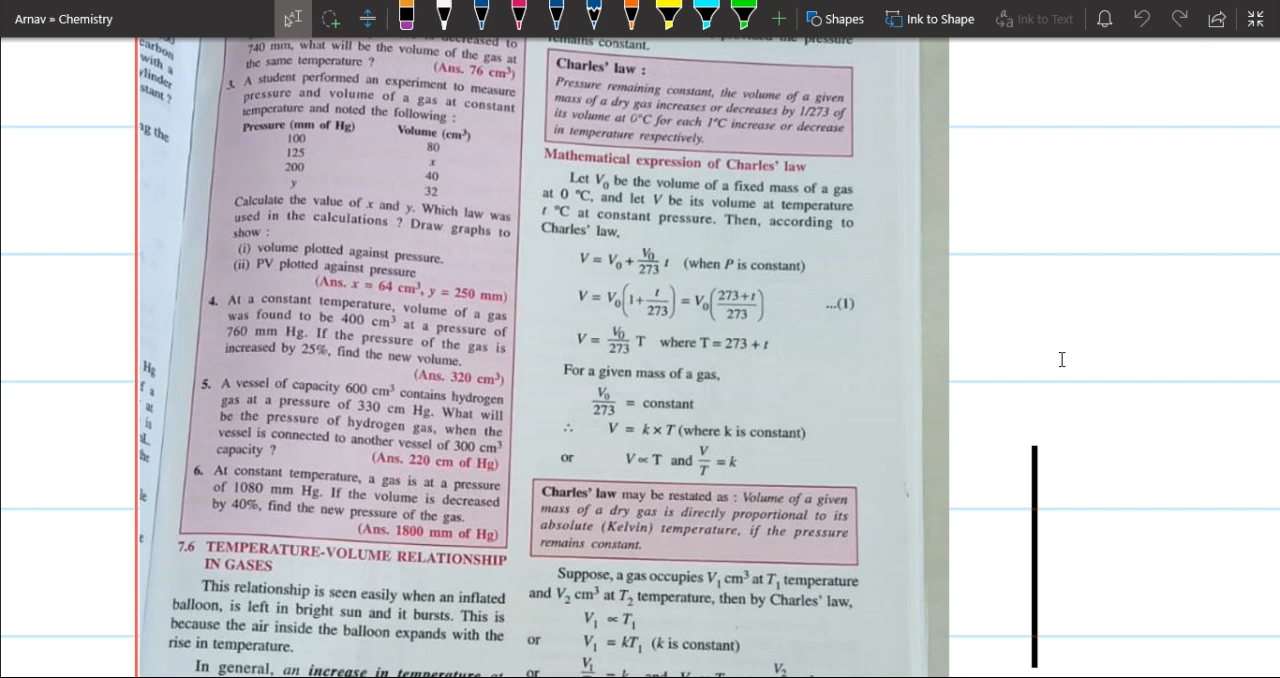 Arnav » Chemistry
Shapes
Ink to Shape
Ink to Text
carbon
with a
stant ?
ag the
Hg
f a
at
is
le
740 mm, what will be the volume of the gas at
the same temperature ?
(Ans. 76 cm³)
3. A student performed an experiment to measure
pressure and volume of a gas at constant
temperature and noted the following :
Pressure (mm of Hg) Volume (cm³)
100 80
125 x
200 40
y 32
Calculate the value of x and y. Which law was
used in the calculations ? Draw graphs to
show :
(i) volume plotted against pressure.
(ii) PV plotted against pressure
(Ans. x = 64 cm³, y = 250 mm)
4. At a constant temperature, volume of a gas
was found to be 400 cm³ at a pressure of
760 mm Hg. If the pressure of the gas is
increased by 25%, find the new volume.
(Ans. 320 cm³)
5. A vessel of capacity 600 cm³ contains hydrogen
gas at a pressure of 330 cm Hg. What will
be the pressure of hydrogen gas, when the
vessel is connected to another vessel of 300 cm³
capacity ?
(Ans. 220 cm of Hg)
6. At constant temperature, a gas is at a pressure
of 1080 mm Hg. If the volume is decreased
by 40%, find the new pressure of the gas.
(Ans. 1800 mm of Hg)
7.6 TEMPERATURE-VOLUME RELATIONSHIP
IN GASES
This relationship is seen easily when an inflated
balloon, is left in bright sun and it bursts. This is
because the air inside the balloon expands with the
rise in temperature.
In general, an increase in temperature
remains constant.
Charles' law :
Pressure remaining constant, the volume of a given
mass of a dry gas increases or decreases by 1/273 of
its volume at 0°C for each 1°C increase or decrease
in temperature respectively.
Mathematical expression of Charles' law
Let V₀ be the volume of a fixed mass of a gas
at 0 °C, and let V be its volume at temperature
t °C at constant pressure. Then, according to
Charles' law,
V = V₀ + V₀/273 t (when P is constant)
V = V₀(1 + t/273) = V₀(273+t/273) ...(1)
V = V₀/273 T where T = 273 + t
For a given mass of a gas,
V₀/273 = constant
∴ V = k × T (where k is constant)
or V ∝ T and V/T = k
Charles' law may be restated as : Volume of a given
mass of a dry gas is directly proportional to its
absolute (Kelvin) temperature, if the pressure
remains constant.
Suppose, a gas occupies V₁ cm³ at T₁ temperature
and V₂ cm³ at T₂ temperature, then by Charles' law,
V₁ ∝ T₁
or V₁ = kT₁ (k is constant)
or V₁ = k and V₂